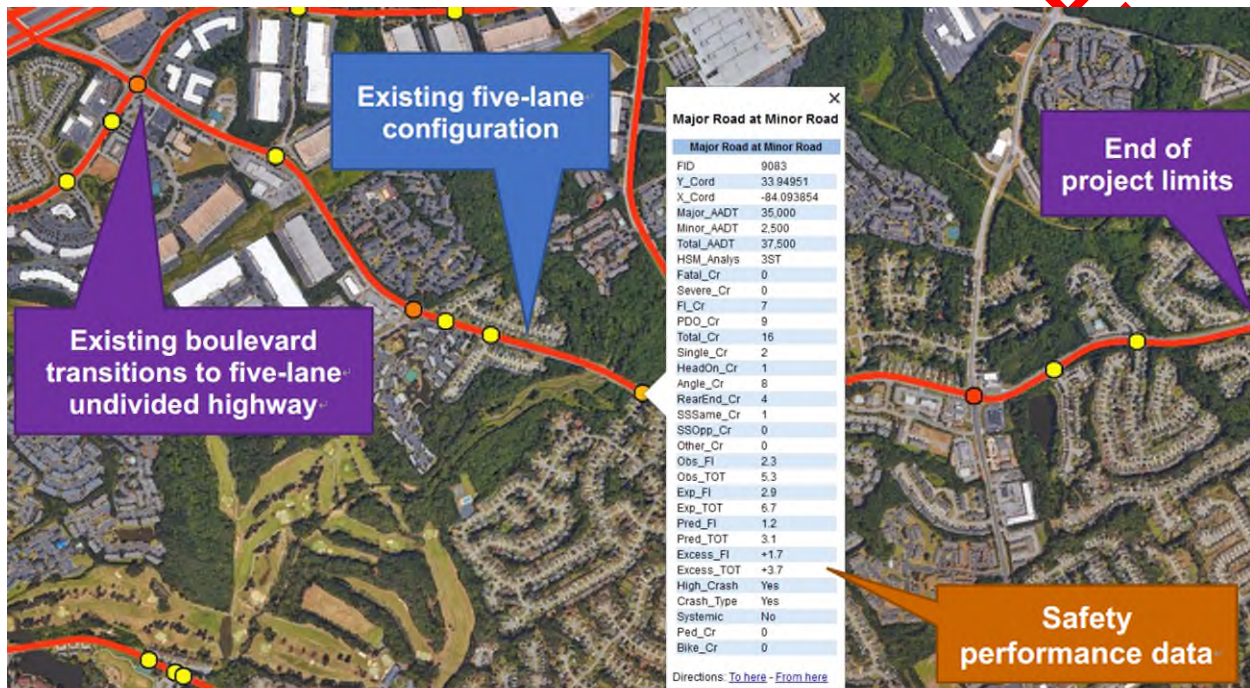 Existing five-lane
configuration
Existing boulevard
transitions to five-lane
undivided highway
×
Major Road at Minor Road
Major Road at Minor Road
FID 9083
Y_Cord 33.94951
X_Cord -84.093854
Major_AADT 35,000
Minor_AADT 2,500
Total_AADT 37,500
HSM_Analys 3ST
Fatal_Cr 0
Severe_Cr 0
FI_Cr 7
PDO_Cr 9
Total_Cr 16
Single_Cr 2
HeadOn_Cr 1
Angle_Cr 8
RearEnd_Cr 4
SSSame_Cr 1
SSOpp_Cr 0
Other_Cr 0
Obs_FI 2.3
Obs_TOT 5.3
Exp_FI 2.9
Exp_TOT 6.7
Pred_FI 1.2
Pred_TOT 3.1
Excess_FI +1.7
Excess_TOT +3.7
High_Crash Yes
Crash_Type Yes
Systemic No
Ped_Cr 0
Bike_Cr 0
Directions: To here - From here
End of
project limits
Safety
performance data